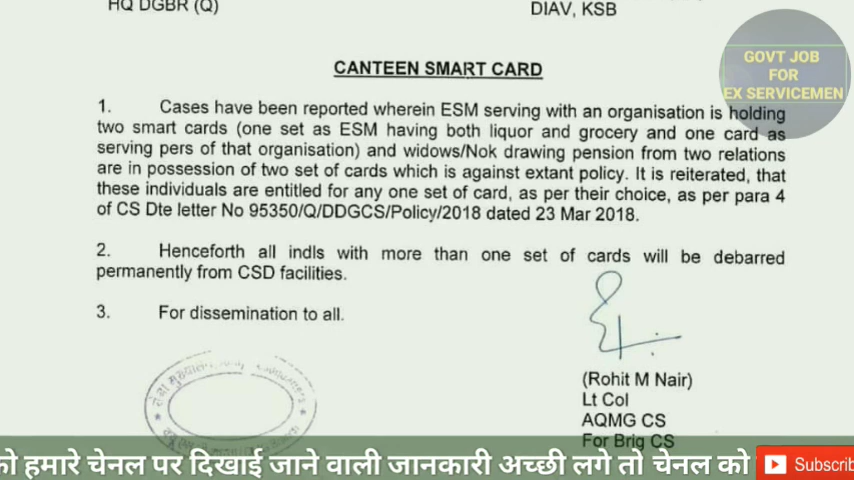 HQ DGBR (Q)
DIAV, KSB
GOVT JOB
FOR
EX SERVICEMEN
CANTEEN SMART CARD
1. Cases have been reported wherein ESM serving with an organisation is holding
two smart cards (one set as ESM having both liquor and grocery and one card as
serving pers of that organisation) and widows/Nok drawing pension from two relations
are in possession of two set of cards which is against extant policy. It is reiterated, that
these individuals are entitled for any one set of card, as per their choice, as per para 4
of CS Dte letter No 95350/Q/DDGCS/Policy/2018 dated 23 Mar 2018.
2. Henceforth all indls with more than one set of cards will be debarred
permanently from CSD facilities.
3. For dissemination to all.
(Rohit M Nair)
Lt Col
AQMG CS
For Brig CS
को हमारे चेनल पर दिखाई जाने वाली जानकारी अच्छी लगे तो चेनल को
Subscrib